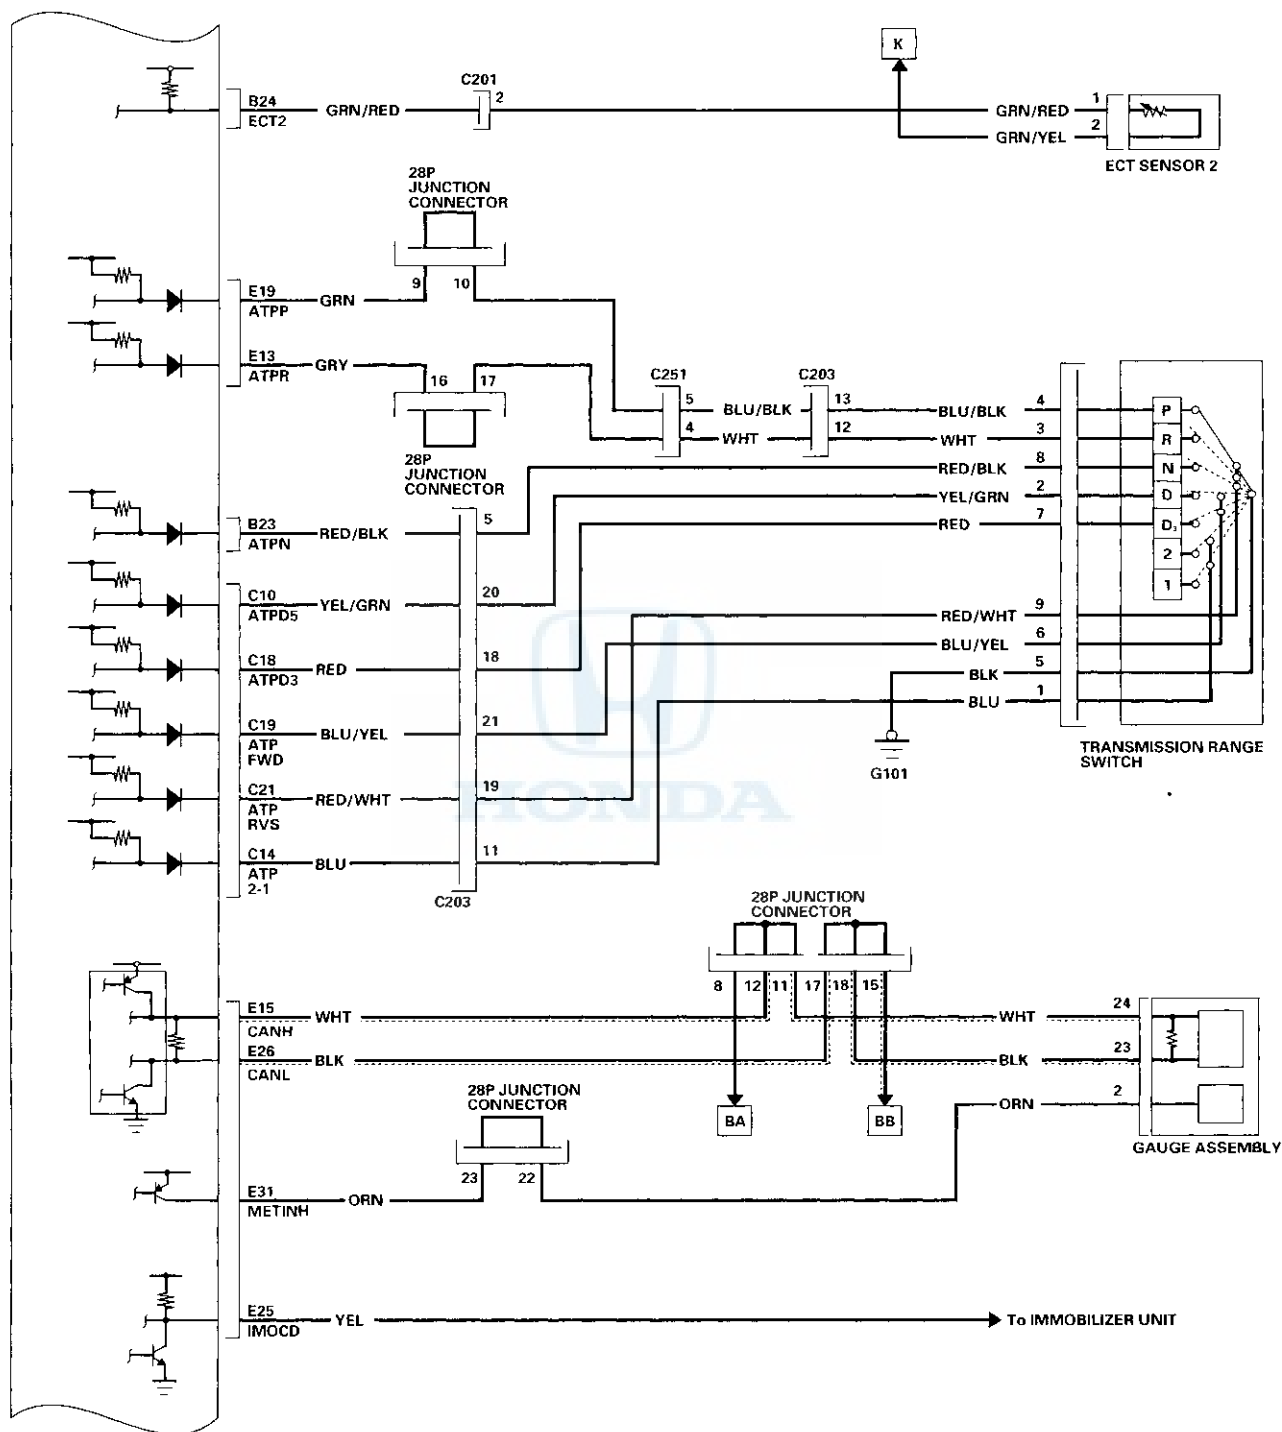 K
C201
2
B24
ECT2
GRN/RED
GRN/RED
1
GRN/YEL
2
ECT SENSOR 2
28P
JUNCTION
CONNECTOR
9
10
E19
ATPP
GRN
E13
ATPR
GRY
16
17
C251
C203
5
BLU/BLK
13
BLU/BLK
4
P
4
WHT
12
WHT
3
R
28P
JUNCTION
CONNECTOR
RED/BLK
8
N
YEL/GRN
2
D
RED
7
D3
2
1
5
B23
ATPN
RED/BLK
20
C10
ATPD5
YEL/GRN
18
C18
ATPD3
RED
21
C19
ATP
FWD
BLU/YEL
19
C21
ATP
RVS
RED/WHT
11
C14
ATP
2-1
BLU
C203
RED/WHT
9
BLU/YEL
6
BLK
5
BLU
1
G101
TRANSMISSION RANGE
SWITCH
HONDA
28P JUNCTION
CONNECTOR
8
12
11
17
18
15
E15
CANH
WHT
WHT
24
E26
CANL
BLK
BLK
23
ORN
2
BA
BB
GAUGE ASSEMBLY
28P JUNCTION
CONNECTOR
23
22
E31
METINH
ORN
E25
IMOCD
YEL
To IMMOBILIZER UNIT